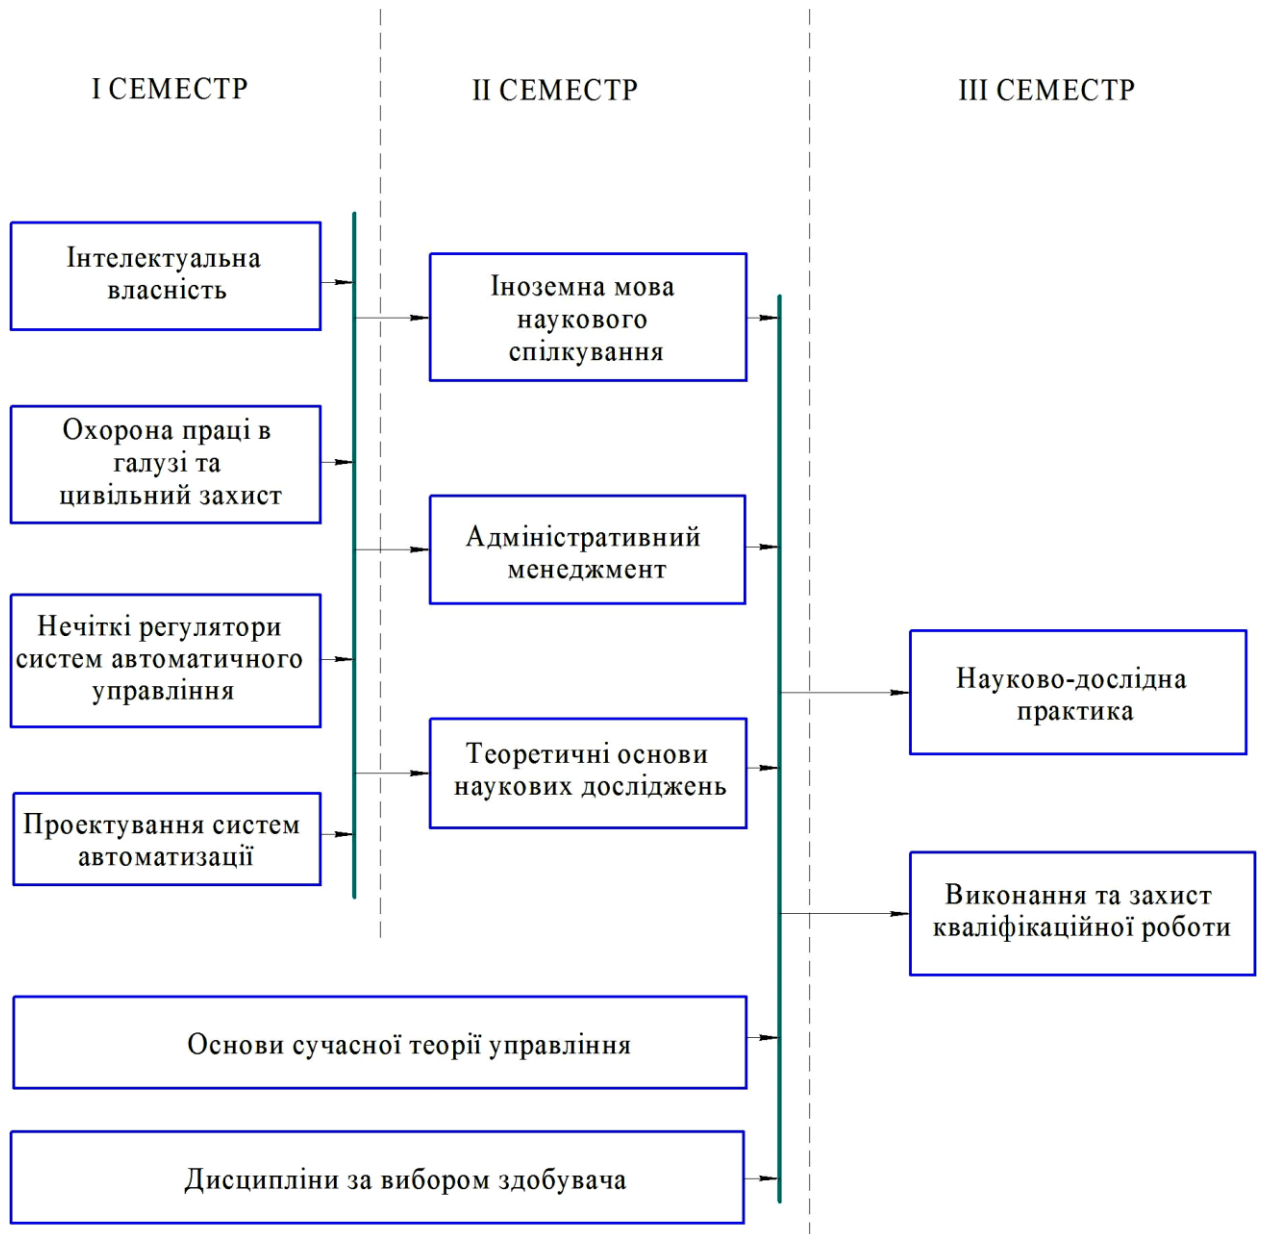 І СЕМЕСТР
ІІ СЕМЕСТР
ІІІ СЕМЕСТР
Інтелектуальна
власність
Охорона праці в
галузі та
цивільний захист
Нечіткі регулятори
систем автоматичного
управління
Проектування систем
автоматизації
Іноземна мова
наукового
спілкування
Адміністративний
менеджмент
Теоретичні основи
наукових досліджень
Науково-дослідна
практика
Виконання та захист
кваліфікаційної роботи
Основи сучасної теорії управління
Дисципліни за вибором здобувача